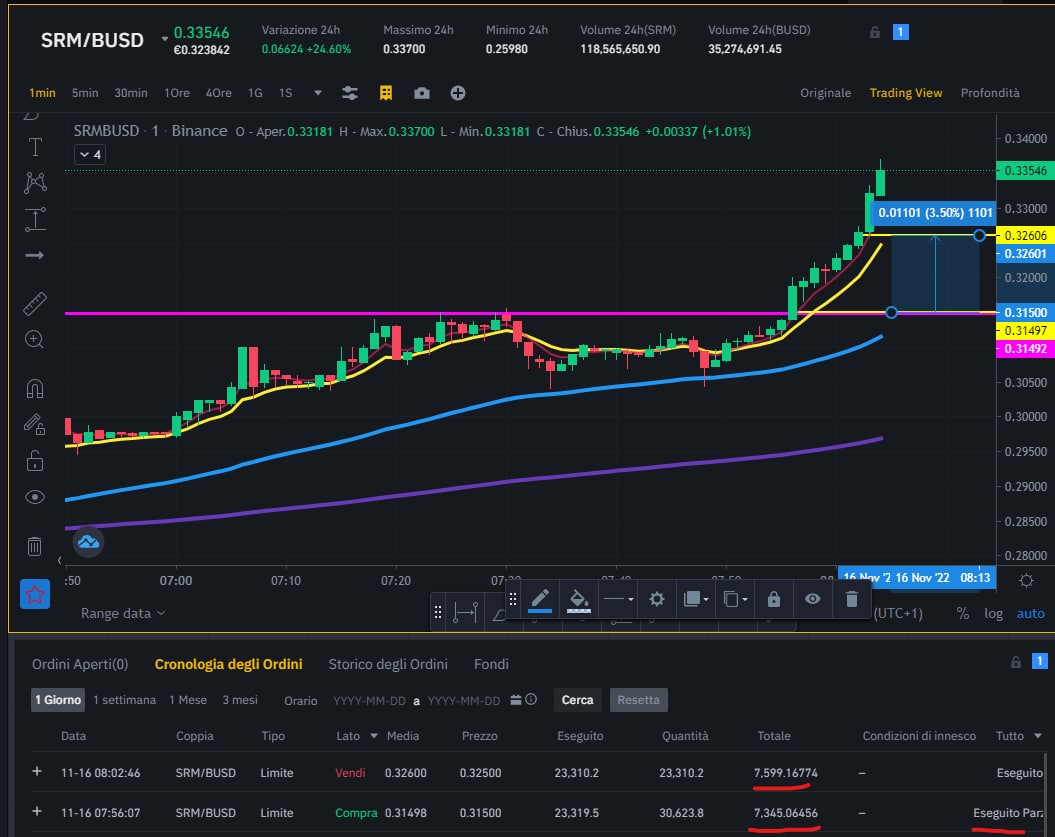 SRM/BUSD
0.33546
€0.323842
Variazione 24h
0.06624 +24.60%
Massimo 24h
0.33700
Minimo 24h
0.25980
Volume 24h(SRM)
118,565,650.90
Volume 24h(BUSD)
35,274,691.45
1
1min 5min 30min 1Ore 4Ore 1G 1S
Originale Trading View Profondità
SRMBUSD · 1 · Binance O - Aper.0.33181 H - Max.0.33700 L - Min.0.33181 C - Chius.0.33546 +0.00337 (+1.01%)
4
0.34000
0.33546
0.01101 (3.50%) 1101
0.33000
0.32606
0.32601
0.32000
0.31500
0.31497
0.31492
0.30500
0.30000
0.29500
0.29000
0.28500
0.28000
:50 07:00 07:10 07:20
16 Nov '22 08:13
Range data
(UTC+1) % log auto
Ordini Aperti(0) Cronologia degli Ordini Storico degli Ordini Fondi
1
1 Giorno 1 settimana 1 Mese 3 mesi Orario YYYY-MM-DD a YYYY-MM-DD Cerca Resetta
Data Coppia Tipo Lato Media Prezzo Eseguito Quantità Totale Condizioni di innesco Tutto
+ 11-16 08:02:46 SRM/BUSD Limite Vendi 0.32600 0.32500 23,310.2 23,310.2 7,599.16774 – Eseguito
+ 11-16 07:56:07 SRM/BUSD Limite Compra 0.31498 0.31500 23,319.5 30,623.8 7,345.06456 – Eseguito Parz